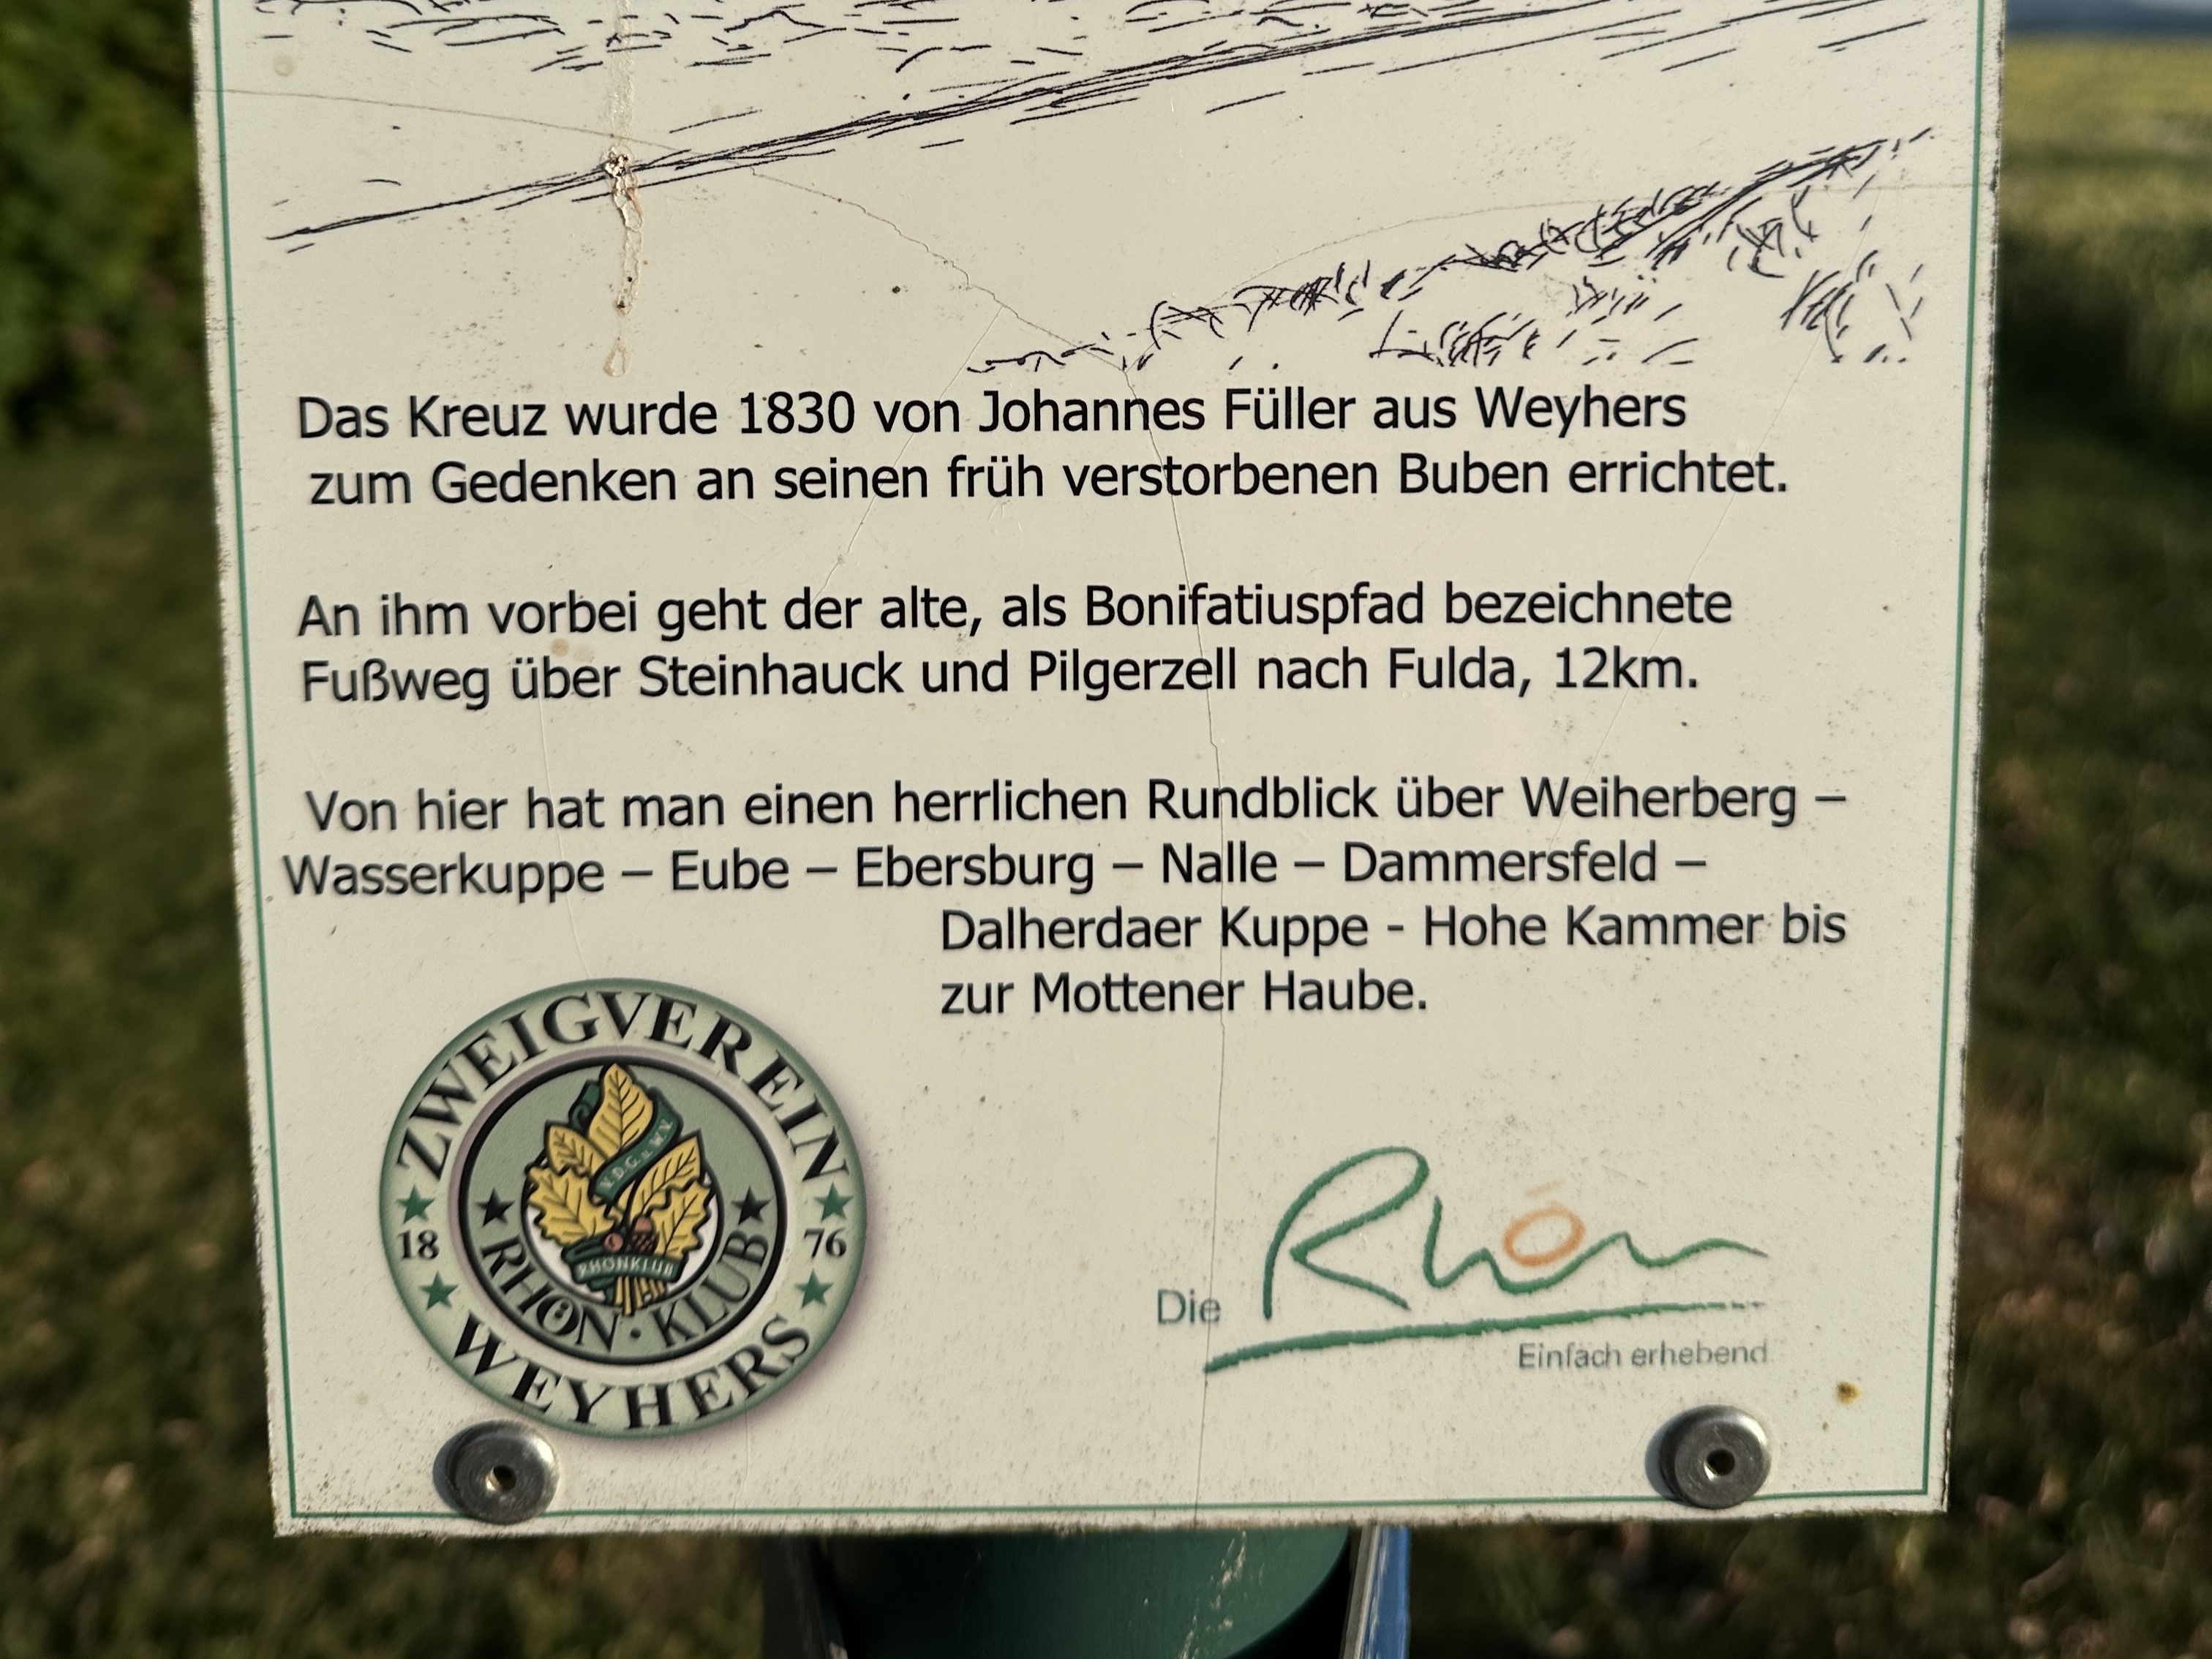 Das Kreuz wurde 1830 von Johannes Füller aus Weyhers
zum Gedenken an seinen früh verstorbenen Buben errichtet.
An ihm vorbei geht der alte, als Bonifatiuspfad bezeichnete
Fußweg über Steinhauck und Pilgerzell nach Fulda, 12km.
Von hier hat man einen herrlichen Rundblick über Weiherberg –
Wasserkuppe – Eube – Ebersburg – Nalle – Dammersfeld –
Dalherdaer Kuppe - Hohe Kammer bis
zur Mottener Haube.
ZWEIGVEREIN
18 76
WEYHERS
RHÖN · KLUB
V.D.G.u.W.V.
RHÖNKLUB
Die Rhön
Einfach erhebend